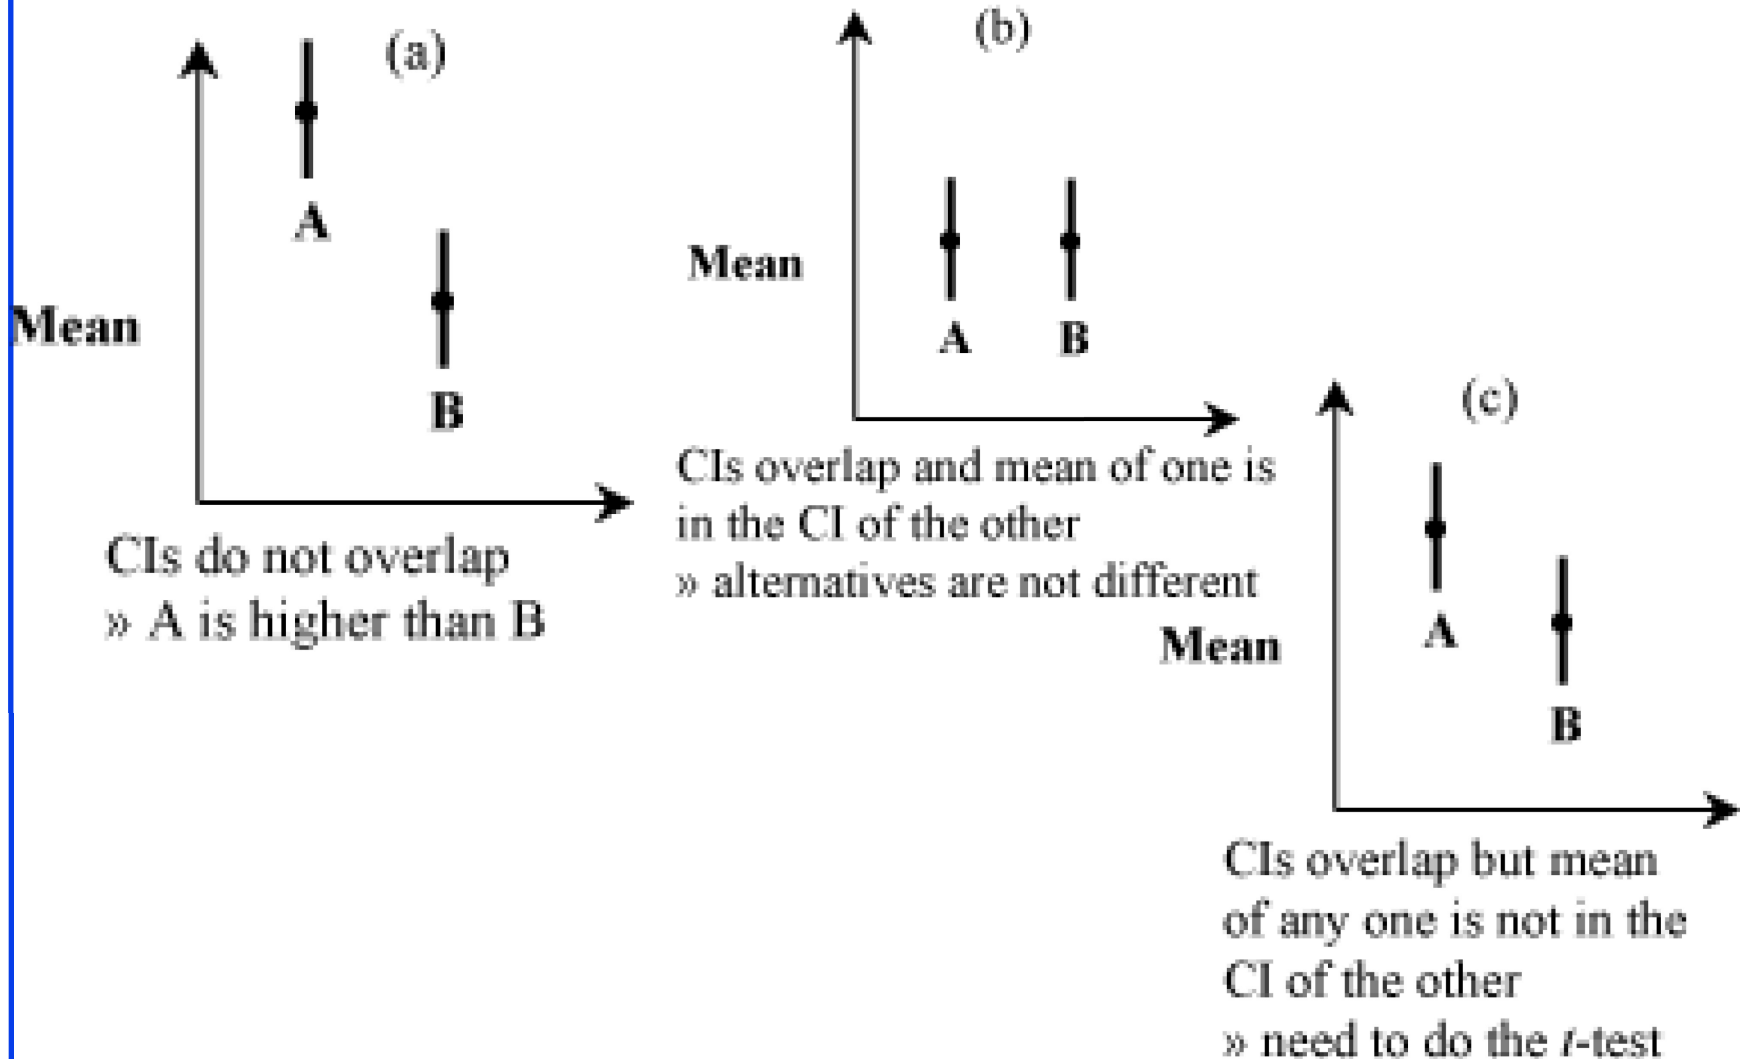 (a)
A
B
Mean
CIs do not overlap
» A is higher than B
(b)
Mean
A B
CIs overlap and mean of one is
in the CI of the other
» alternatives are not different
(c)
Mean
A
B
CIs overlap but mean
of any one is not in the
CI of the other
» need to do the t-test